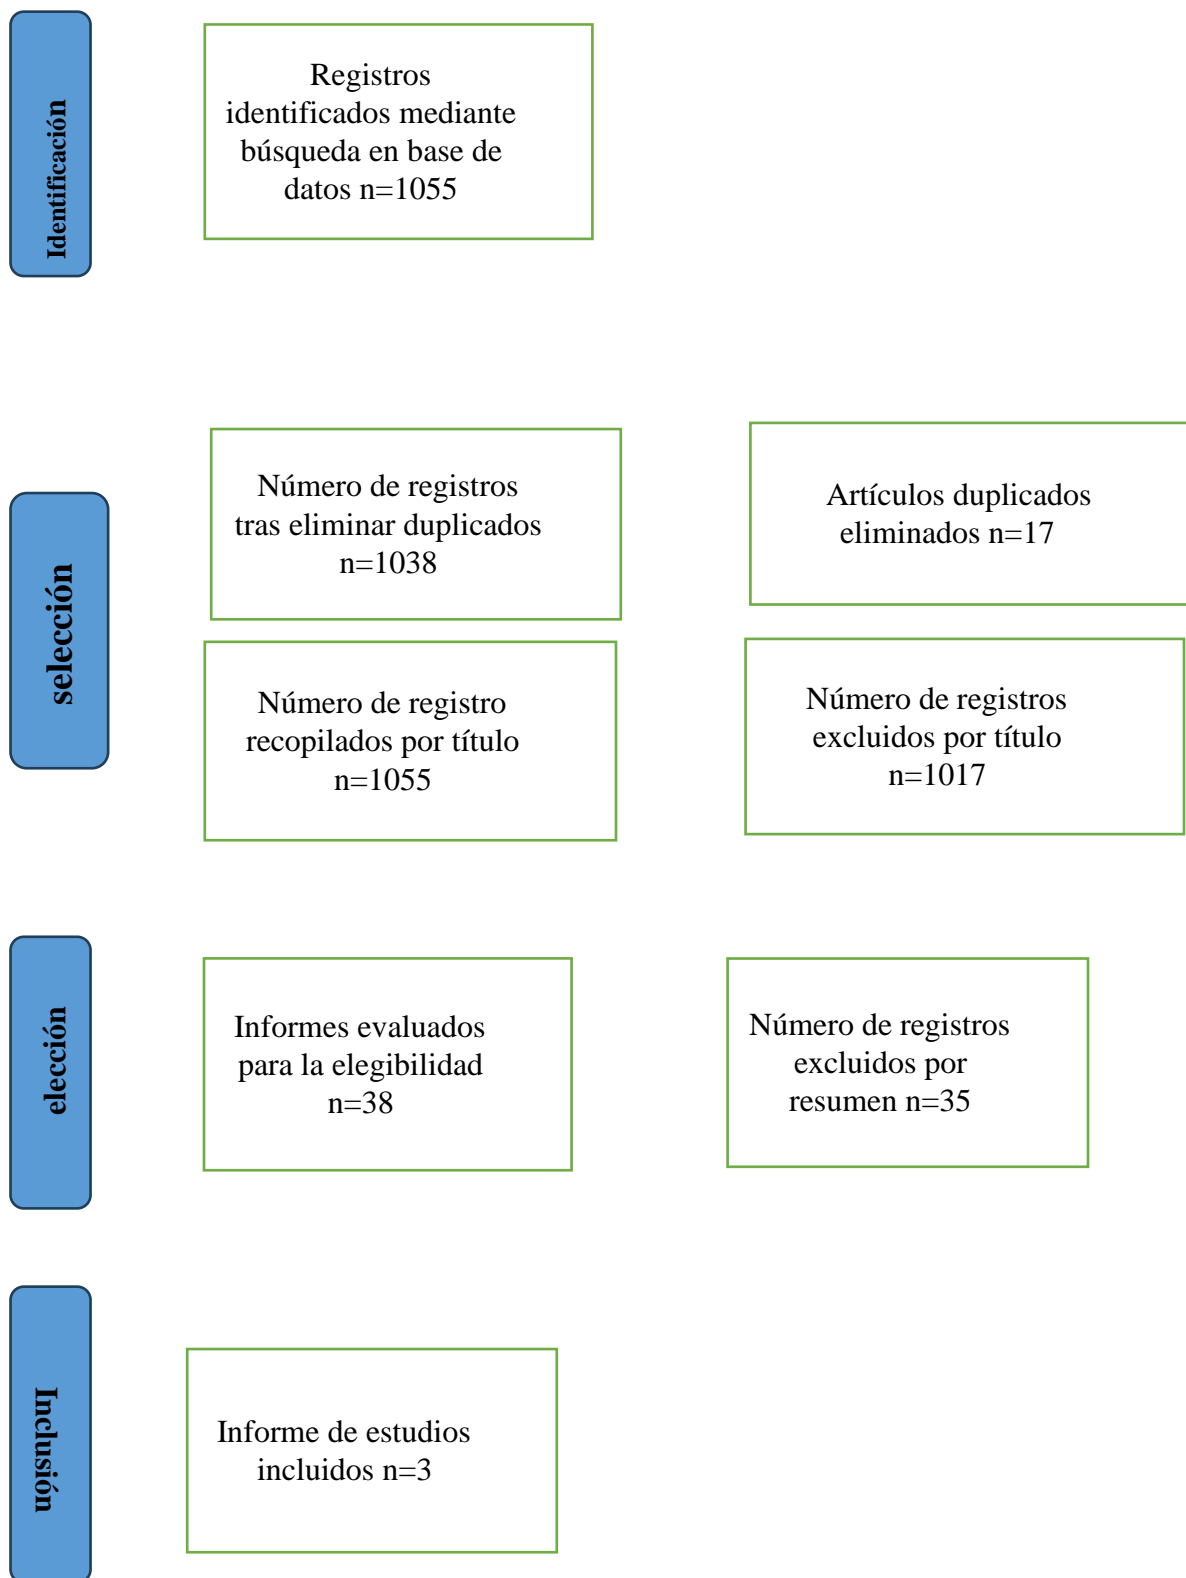 Identificación
Registros
identificados mediante
búsqueda en base de
datos n=1055
selección
Número de registros
tras eliminar duplicados
n=1038
Artículos duplicados
eliminados n=17
Número de registro
recopilados por título
n=1055
Número de registros
excluidos por título
n=1017
elección
Informes evaluados
para la elegibilidad
n=38
Número de registros
excluidos por
resumen n=35
Inclusión
Informe de estudios
incluidos n=3